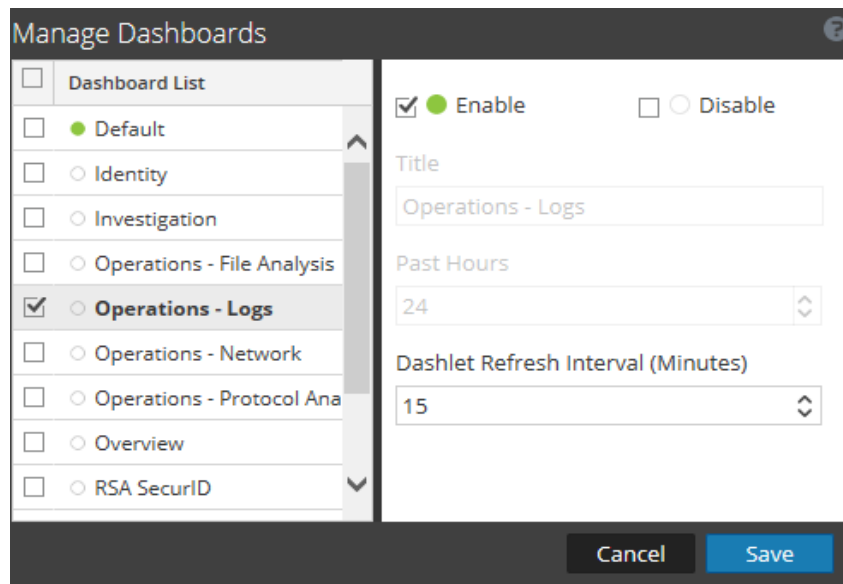 Manage Dashboards
?
Dashboard List
Default
Identity
Investigation
Operations - File Analysis
Operations - Logs
Operations - Network
Operations - Protocol Ana
Overview
RSA SecurID
Enable
Disable
Title
Operations - Logs
Past Hours
24
Dashlet Refresh Interval (Minutes)
15
Cancel
Save